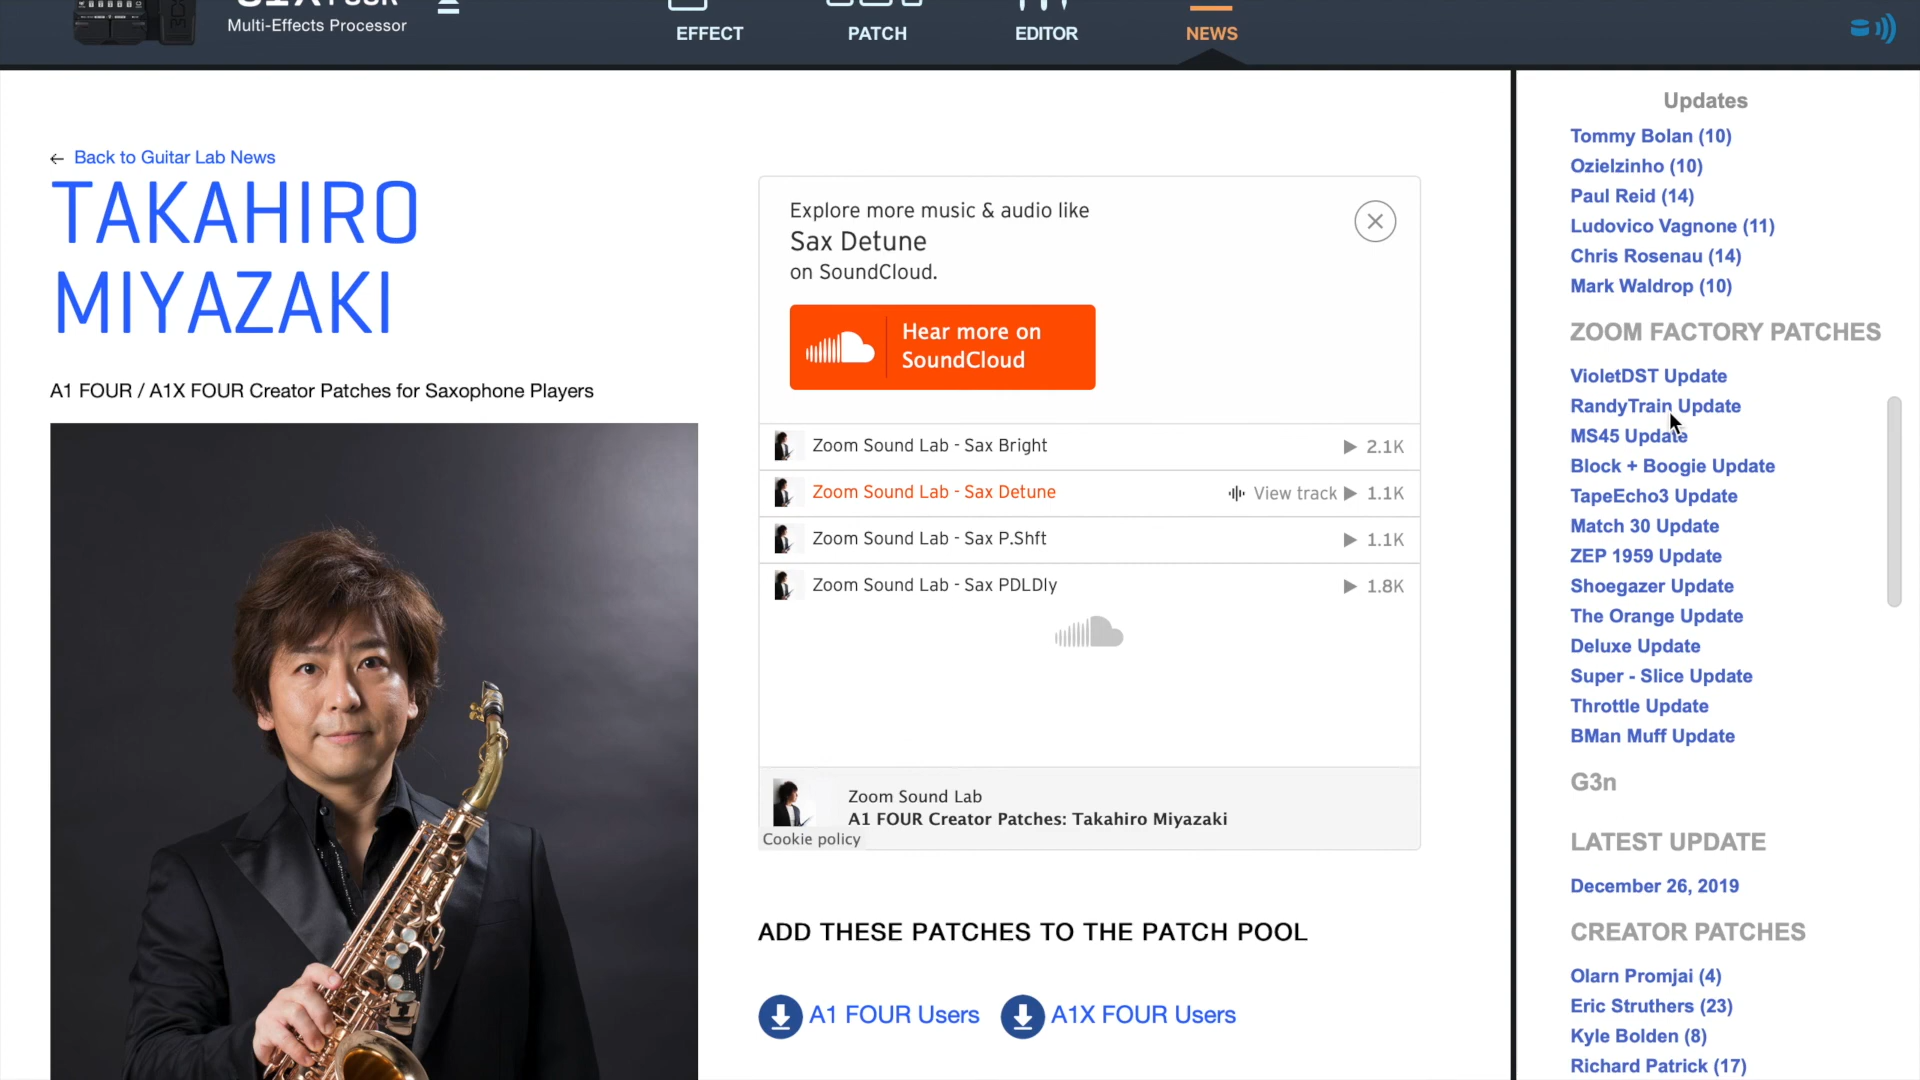 Multi-Effects Processor
EFFECT
PATCH
EDITOR
NEWS
← Back to Guitar Lab News
TAKAHIRO
MIYAZAKI
A1 FOUR / A1X FOUR Creator Patches for Saxophone Players
Explore more music & audio like
Sax Detune
on SoundCloud.
Hear more on
SoundCloud
Zoom Sound Lab - Sax Bright 2.1K
Zoom Sound Lab - Sax Detune View track 1.1K
Zoom Sound Lab - Sax P.Shft 1.1K
Zoom Sound Lab - Sax PDLDly 1.8K
Zoom Sound Lab
A1 FOUR Creator Patches: Takahiro Miyazaki
Cookie policy
ADD THESE PATCHES TO THE PATCH POOL
A1 FOUR Users
A1X FOUR Users
Updates
Tommy Bolan (10)
Ozielzinho (10)
Paul Reid (14)
Ludovico Vagnone (11)
Chris Rosenau (14)
Mark Waldrop (10)
ZOOM FACTORY PATCHES
VioletDST Update
RandyTrain Update
MS45 Update
Block + Boogie Update
TapeEcho3 Update
Match 30 Update
ZEP 1959 Update
Shoegazer Update
The Orange Update
Deluxe Update
Super - Slice Update
Throttle Update
BMan Muff Update
G3n
LATEST UPDATE
December 26, 2019
CREATOR PATCHES
Olarn Promjai (4)
Eric Struthers (23)
Kyle Bolden (8)
Richard Patrick (17)